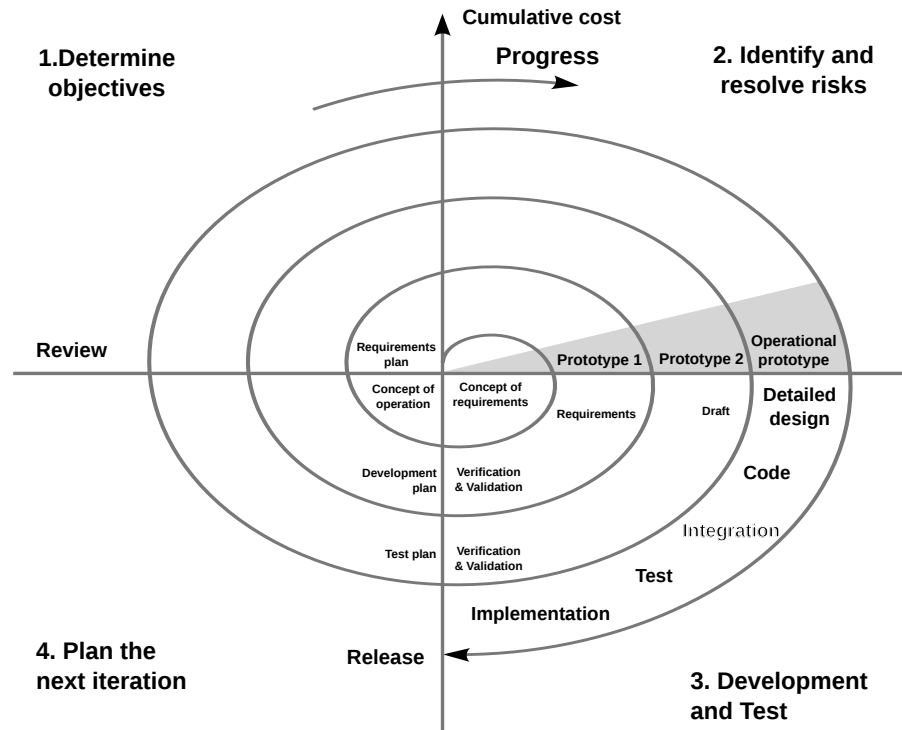 Cumulative cost
Progress
1.Determine
objectives
2. Identify and
resolve risks
Review
Requirements
plan
Prototype 1
Prototype 2
Operational
prototype
Concept of
operation
Concept of
requirements
Requirements
Draft
Detailed
design
Development
plan
Verification
& Validation
Code
Integration
Test plan
Verification
& Validation
Test
Implementation
Release
4. Plan the
next iteration
3. Development
and Test